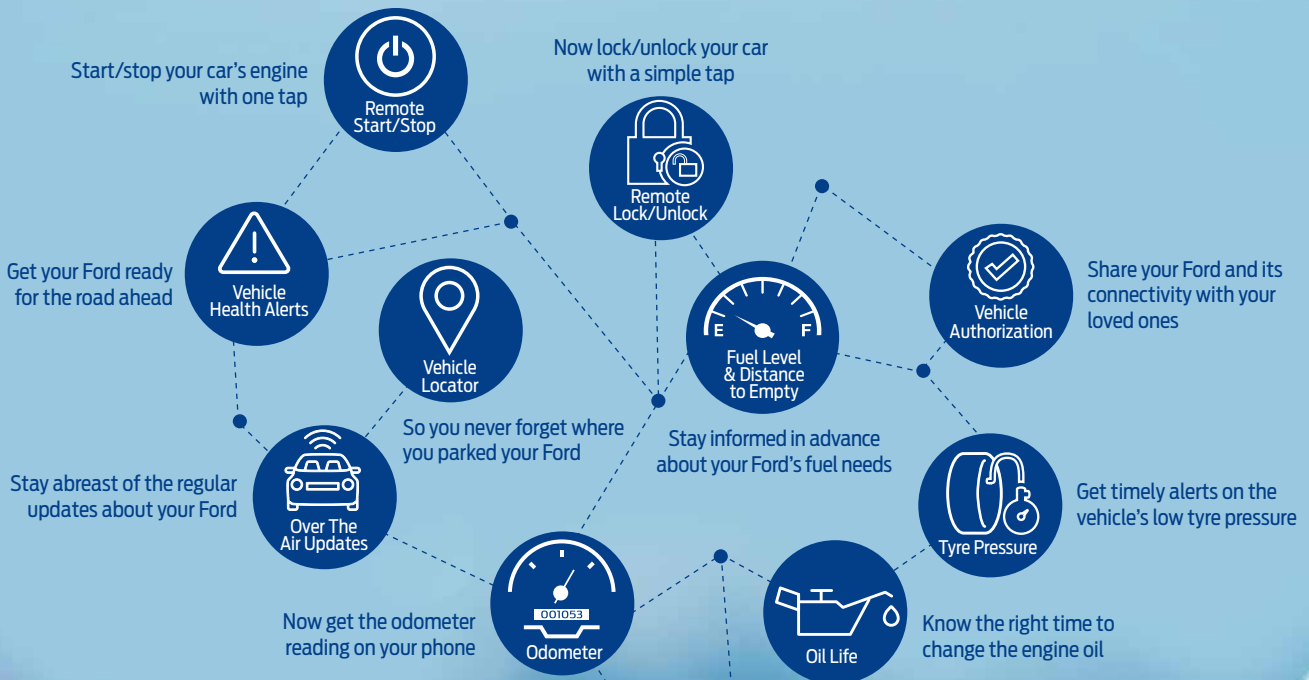 Start/stop your car's engine
with one tap
Remote
Start/Stop
Now lock/unlock your car
with a simple tap
Remote
Lock/Unlock
Get your Ford ready
for the road ahead
Vehicle
Health Alerts
Vehicle
Locator
So you never forget where
you parked your Ford
E F
Fuel Level
& Distance
to Empty
Stay informed in advance
about your Ford's fuel needs
Vehicle
Authorization
Share your Ford and its
connectivity with your
loved ones
Stay abreast of the regular
updates about your Ford
Over The
Air Updates
Tyre Pressure
Get timely alerts on the
vehicle's low tyre pressure
Now get the odometer
reading on your phone
001053
Odometer
Oil Life
Know the right time to
change the engine oil